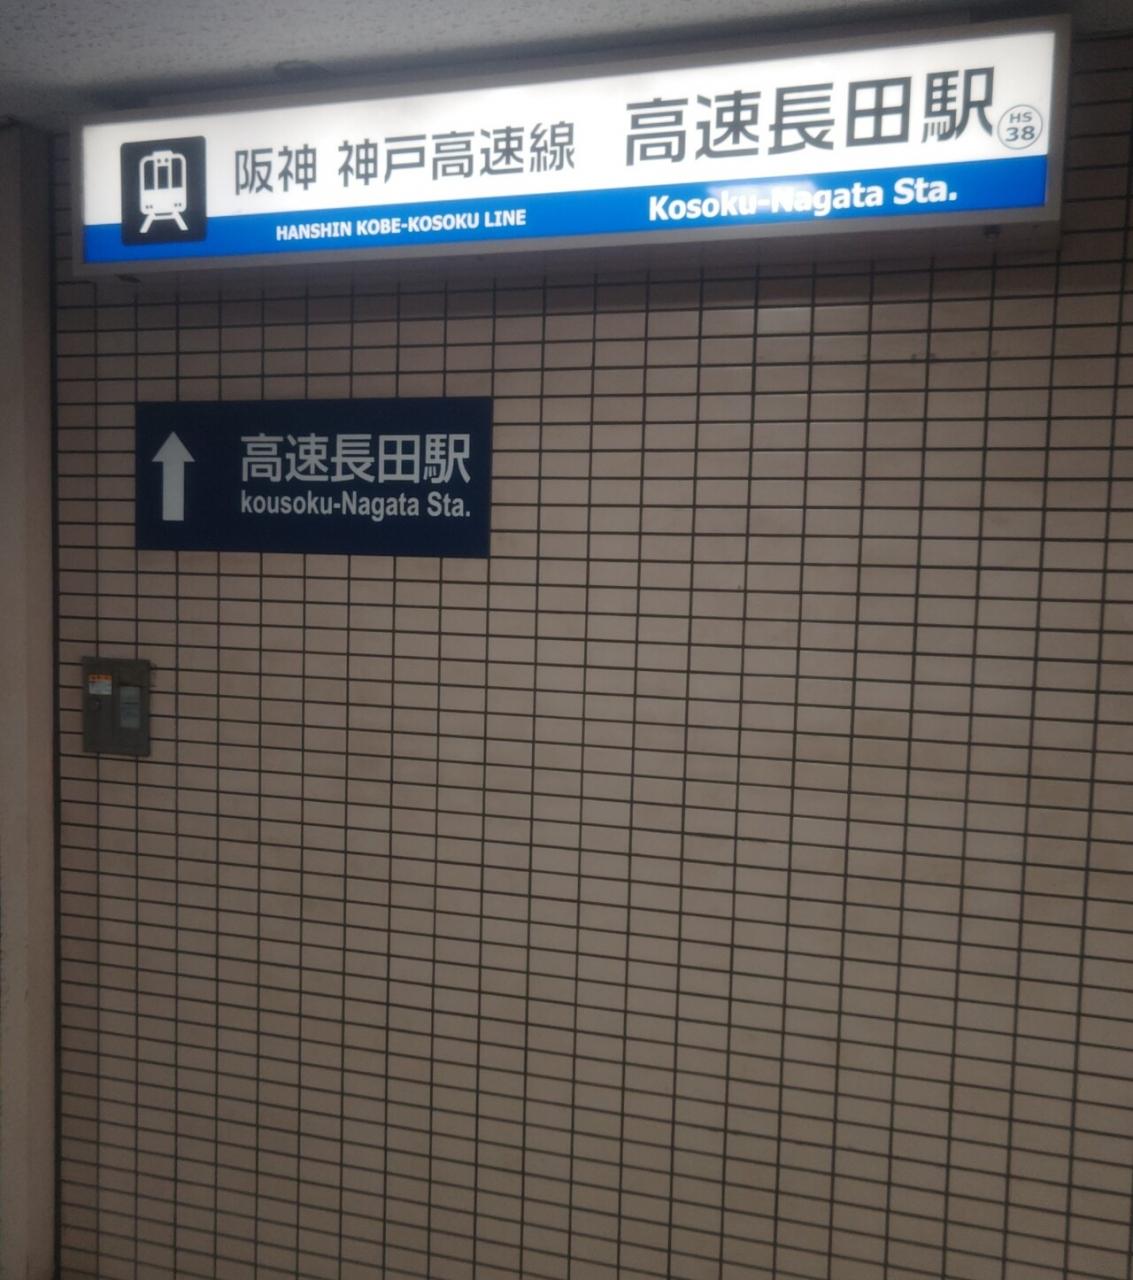 阪神 神戸高速線 高速長田駅 HS 38
HANSHIN KOBE-KOSOKU LINE Kosoku-Nagata Sta.
高速長田駅
kousoku-Nagata Sta.